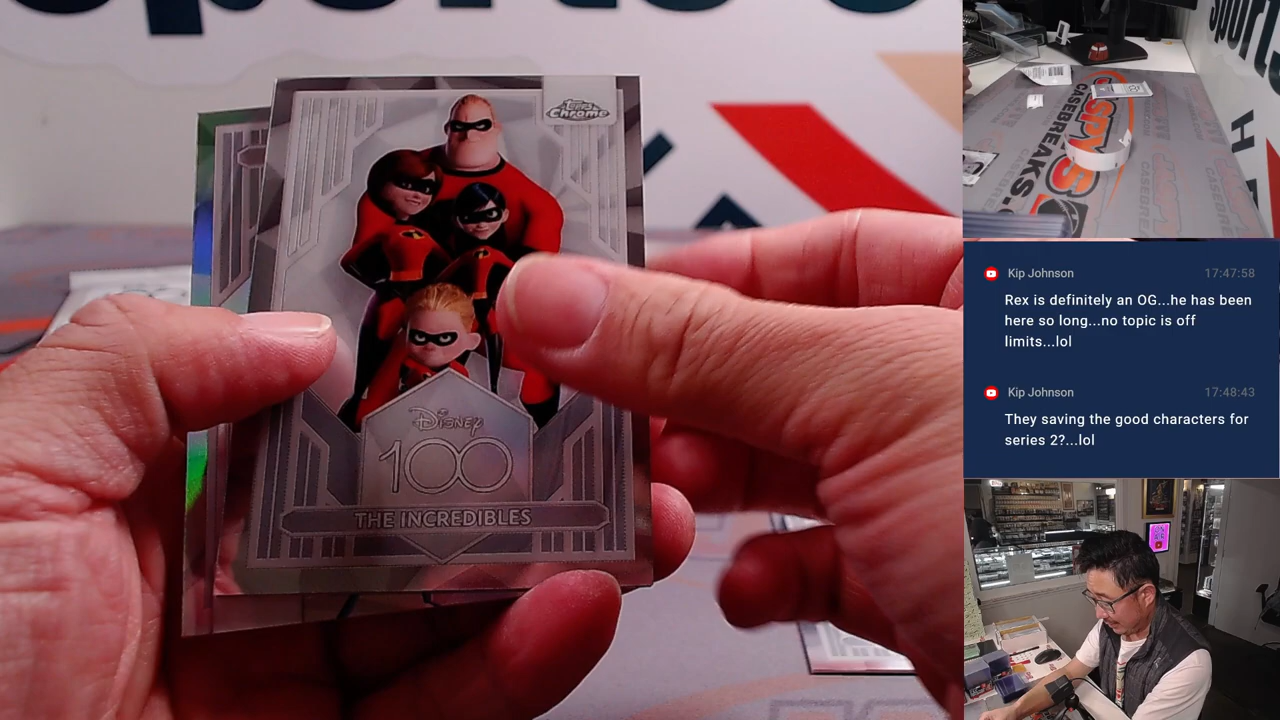 Topps
Chrome
Disney
100
THE INCREDIBLES
CASEBREAKS.
Kip Johnson
17:47:58
Rex is definitely an OG...he has been
here so long...no topic is off
limits...lol
Kip Johnson
17:48:43
They saving the good characters for
series 2?...lol